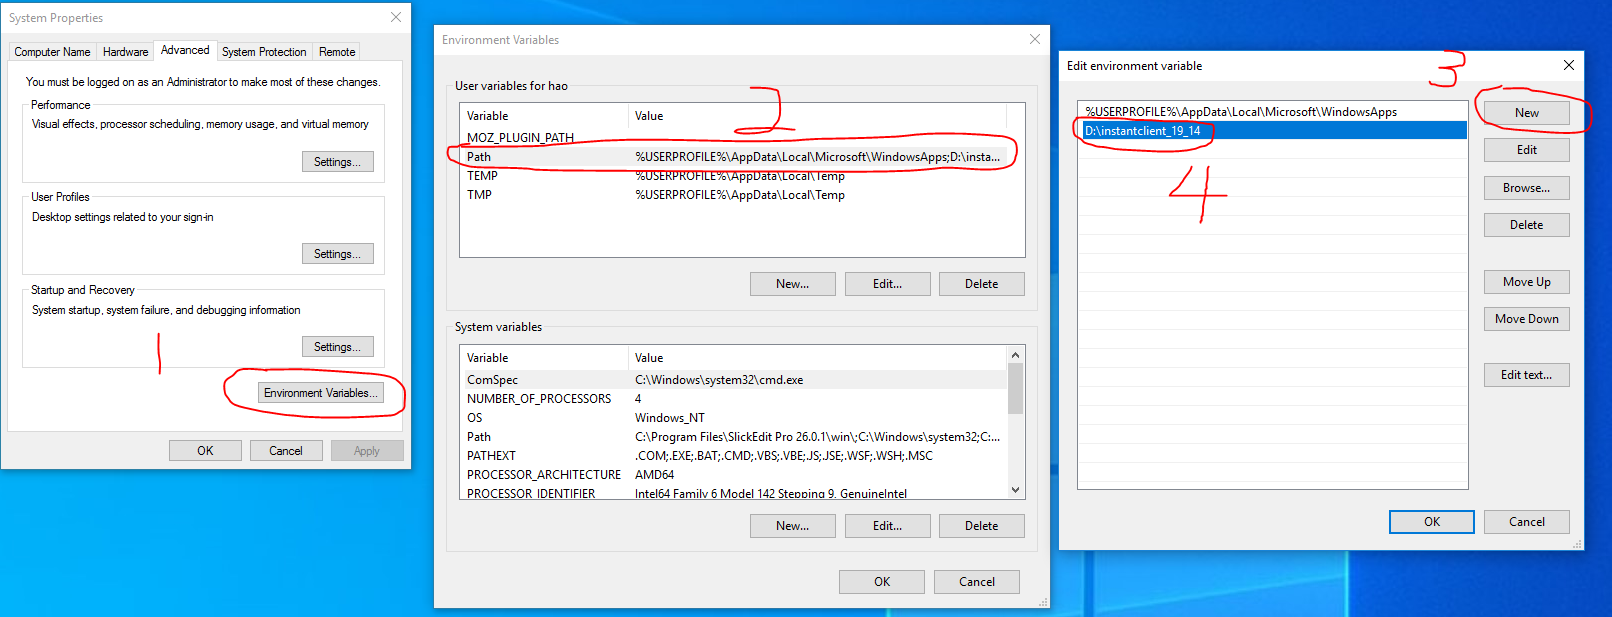 System Properties
Computer Name Hardware Advanced System Protection Remote
You must be logged on as an Administrator to make most of these changes.
Performance
Visual effects, processor scheduling, memory usage, and virtual memory
Settings...
User Profiles
Desktop settings related to your sign-in
Settings...
Startup and Recovery
System startup, system failure, and debugging information
Settings...
1
Environment Variables...
OK Cancel Apply
Environment Variables
User variables for hao
2
Variable Value
MOZ_PLUGIN_PATH
Path %USERPROFILE%\AppData\Local\Microsoft\WindowsApps;D:\insta...
TEMP %USERPROFILE%\AppData\Local\Temp
TMP %USERPROFILE%\AppData\Local\Temp
New... Edit... Delete
System variables
Variable Value
ComSpec C:\Windows\system32\cmd.exe
NUMBER_OF_PROCESSORS 4
OS Windows_NT
Path C:\Program Files\SlickEdit Pro 26.0.1\win\;C:\Windows\system32;C:...
PATHEXT .COM;.EXE;.BAT;.CMD;.VBS;.VBE;.JS;.JSE;.WSF;.WSH;.MSC
PROCESSOR_ARCHITECTURE AMD64
PROCESSOR_IDENTIFIER Intel64 Family 6 Model 142 Stepping 9, GenuineIntel
New... Edit... Delete
OK Cancel
Edit environment variable
3
%USERPROFILE%\AppData\Local\Microsoft\WindowsApps
D:\instantclient_19_14
4
New
Edit
Browse...
Delete
Move Up
Move Down
Edit text...
OK Cancel